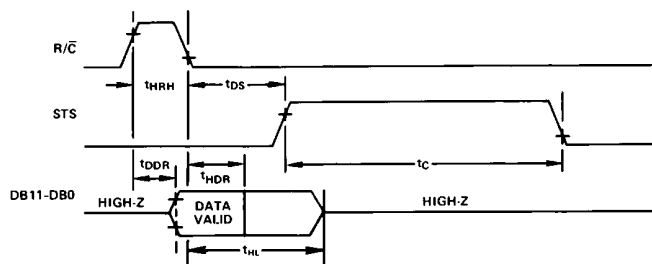 R/C̅
tHRH
tDS
STS
tC
tDDR
tHDR
DB11-DB0
HIGH-Z
DATA
VALID
HIGH-Z
tHL